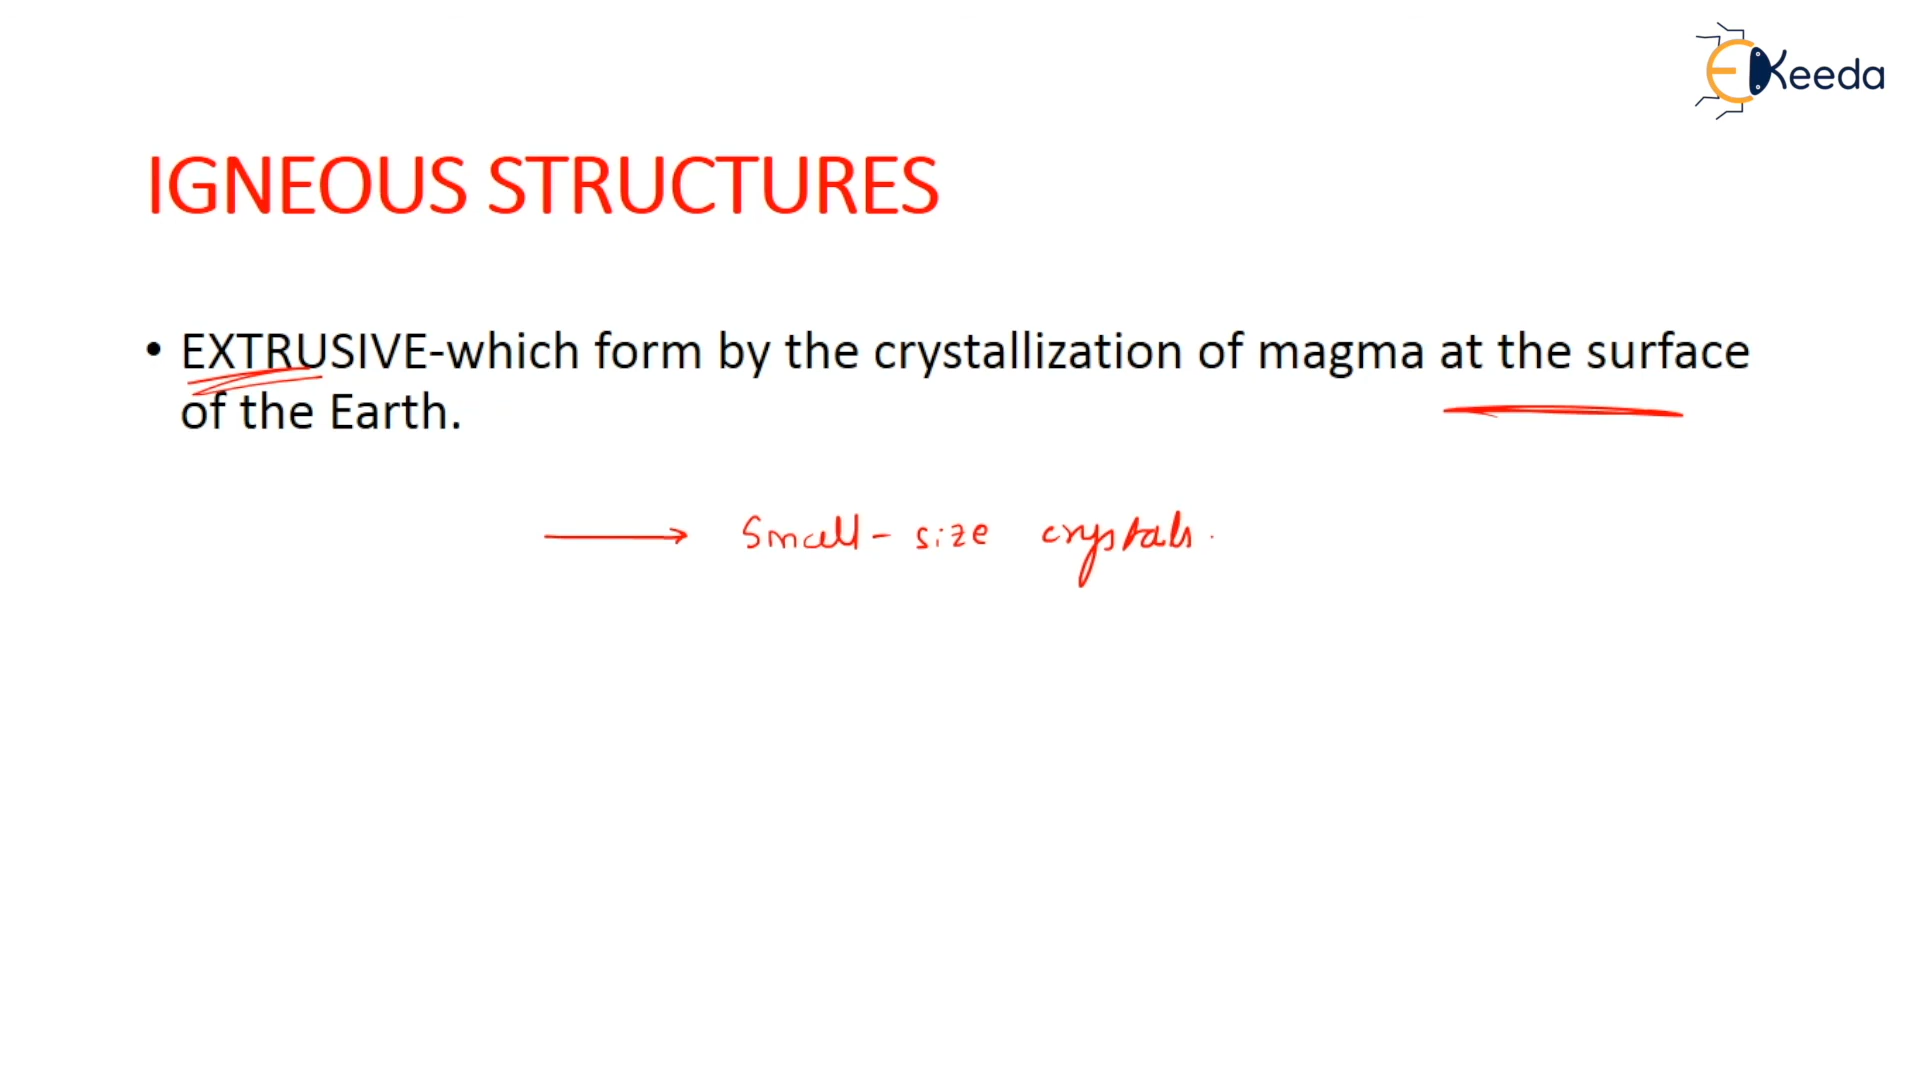 EKeeda
IGNEOUS STRUCTURES
• EXTRUSIVE-which form by the crystallization of magma at the surface
of the Earth.
→ Small-size crystals.